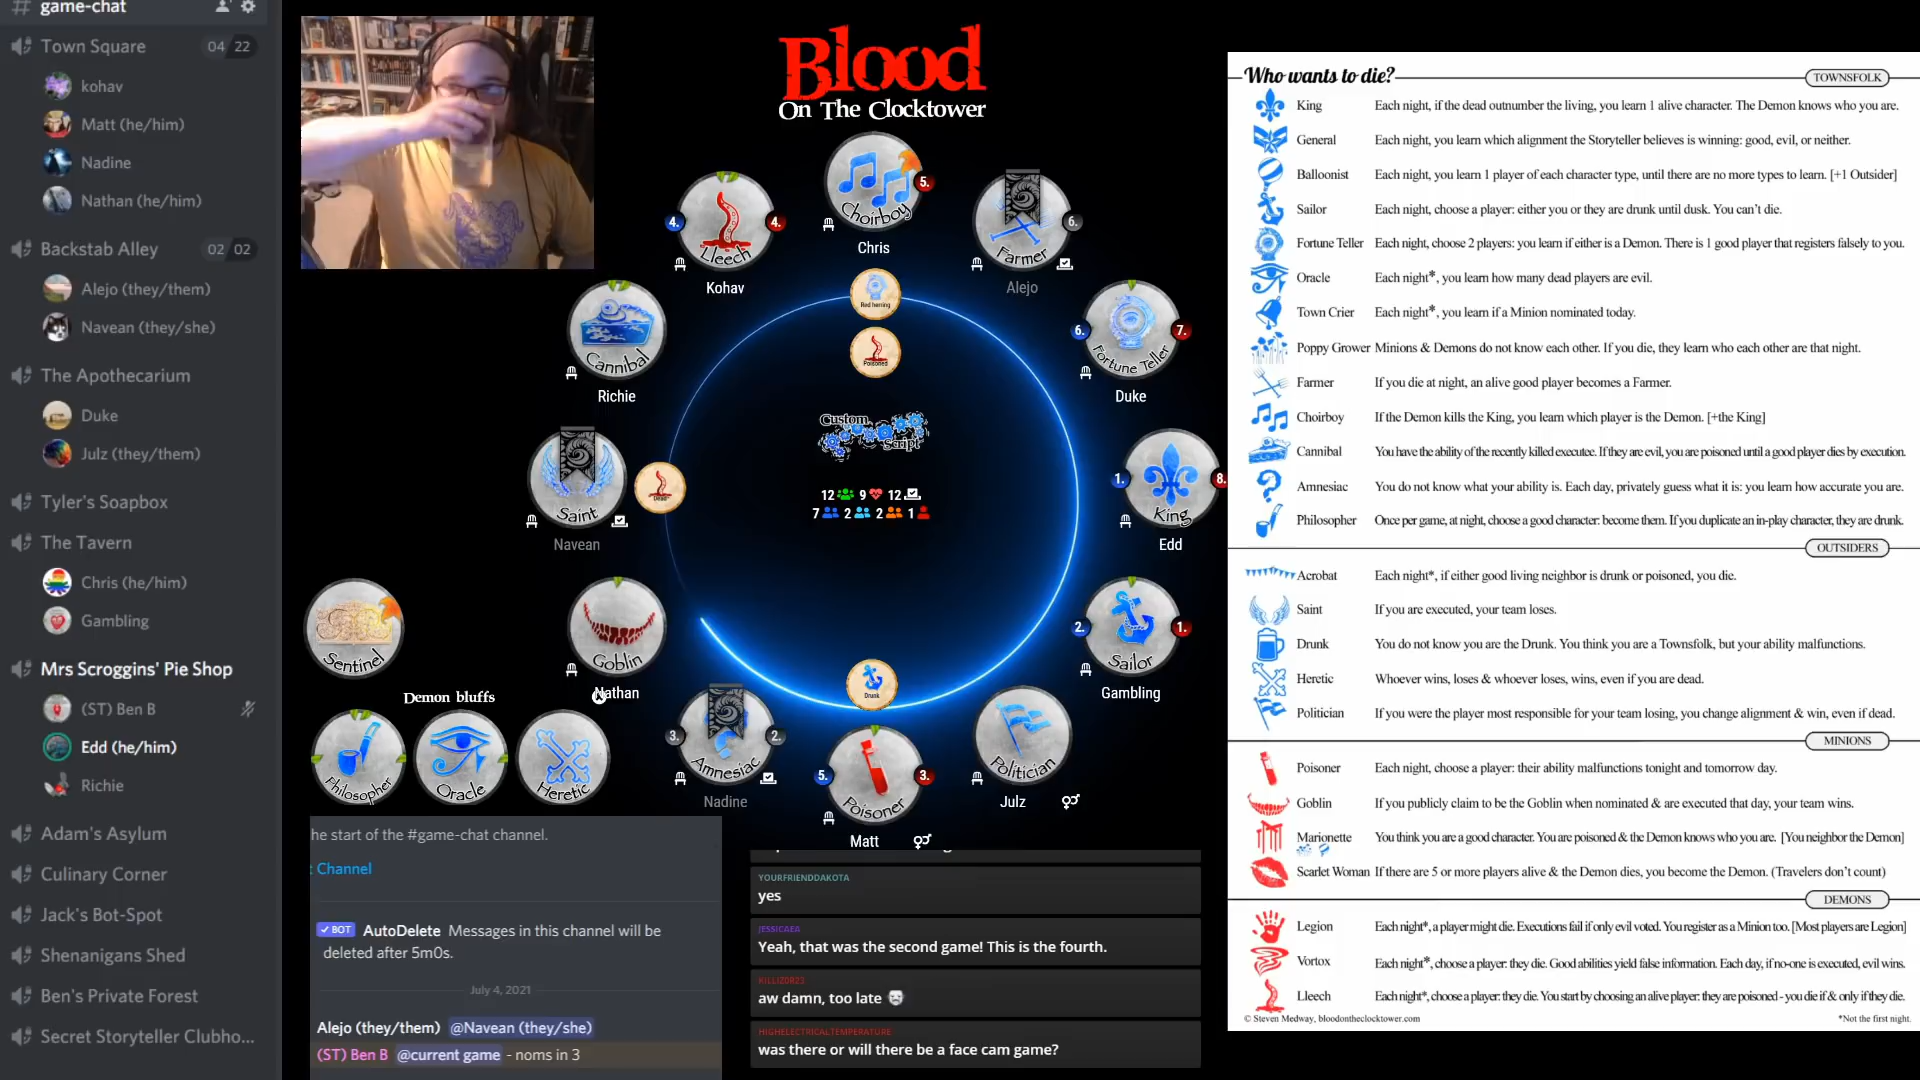 game-chat
Town Square 04 22
kohav
Matt (he/him)
Nadine
Nathan (he/him)
Backstab Alley 02 02
Alejo (they/them)
Navean (they/she)
The Apothecarium
Duke
Julz (they/them)
Tyler's Soapbox
The Tavern
Chris (he/him)
Gambling
Mrs Scroggins' Pie Shop
(ST) Ben B
Edd (he/him)
Richie
Adam's Asylum
Culinary Corner
Jack's Bot-Spot
Shenanigans Shed
Ben's Private Forest
Secret Storyteller Clubho...
Blood
On The Clocktower
Choirboy
5.
Chris
4.
Lleech
4.
Kohav
Farmer
6.
Alejo
Cannibal
Richie
6.
Fortune Teller
7.
Duke
Red herring
Poisoned
Custom Script
Saint
Navean
12 9 12
7 2 2 1
1.
King
8.
Edd
Sentinel
Goblin
Nathan
2.
Sailor
1.
Gambling
Drunk
3.
Amnesiac
2.
Nadine
5.
Poisoner
3.
Matt
Politician
Julz
Demon bluffs
Philosopher
Oracle
Heretic
he start of the #game-chat channel.
Channel
BOT AutoDelete Messages in this channel will be
deleted after 5m0s.
July 4, 2021
Alejo (they/them) @Navean (they/she)
(ST) Ben B @current game - noms in 3
YOURFRIENDDAKOTA
yes
JESSICAEA
Yeah, that was the second game! This is the fourth.
KILLIZOR23
aw damn, too late
HIGHELECTRICALTEMPERATURE
was there or will there be a face cam game?
Who wants to die?
TOWNSFOLK
King Each night, if the dead outnumber the living, you learn 1 alive character. The Demon knows who you are.
General Each night, you learn which alignment the Storyteller believes is winning: good, evil, or neither.
Balloonist Each night, you learn 1 player of each character type, until there are no more types to learn. [+1 Outsider]
Sailor Each night, choose a player: either you or they are drunk until dusk. You can't die.
Fortune Teller Each night, choose 2 players: you learn if either is a Demon. There is 1 good player that registers falsely to you.
Oracle Each night*, you learn how many dead players are evil.
Town Crier Each night*, you learn if a Minion nominated today.
Poppy Grower Minions & Demons do not know each other. If you die, they learn who each other are that night.
Farmer If you die at night, an alive good player becomes a Farmer.
Choirboy If the Demon kills the King, you learn which player is the Demon. [+the King]
Cannibal You have the ability of the recently killed executee. If they are evil, you are poisoned until a good player dies by execution.
Amnesiac You do not know what your ability is. Each day, privately guess what it is: you learn how accurate you are.
Philosopher Once per game, at night, choose a good character: become them. If you duplicate an in-play character, they are drunk.
OUTSIDERS
Acrobat Each night*, if either good living neighbor is drunk or poisoned, you die.
Saint If you are executed, your team loses.
Drunk You do not know you are the Drunk. You think you are a Townsfolk, but your ability malfunctions.
Heretic Whoever wins, loses & whoever loses, wins, even if you are dead.
Politician If you were the player most responsible for your team losing, you change alignment & win, even if dead.
MINIONS
Poisoner Each night, choose a player: their ability malfunctions tonight and tomorrow day.
Goblin If you publicly claim to be the Goblin when nominated & are executed that day, your team wins.
Marionette You think you are a good character. You are poisoned & the Demon knows who you are. [You neighbor the Demon]
Scarlet Woman If there are 5 or more players alive & the Demon dies, you become the Demon. (Travelers don't count)
DEMONS
Legion Each night*, a player might die. Executions fail if only evil voted. You register as a Minion too. [Most players are Legion]
Vortox Each night*, choose a player: they die. Good abilities yield false information. Each day, if no-one is executed, evil wins.
Lleech Each night*, choose a player: they die. You start by choosing an alive player: they are poisoned - you die if & only if they die.
© Steven Medway, bloodontheclocktower.com *Not the first night.